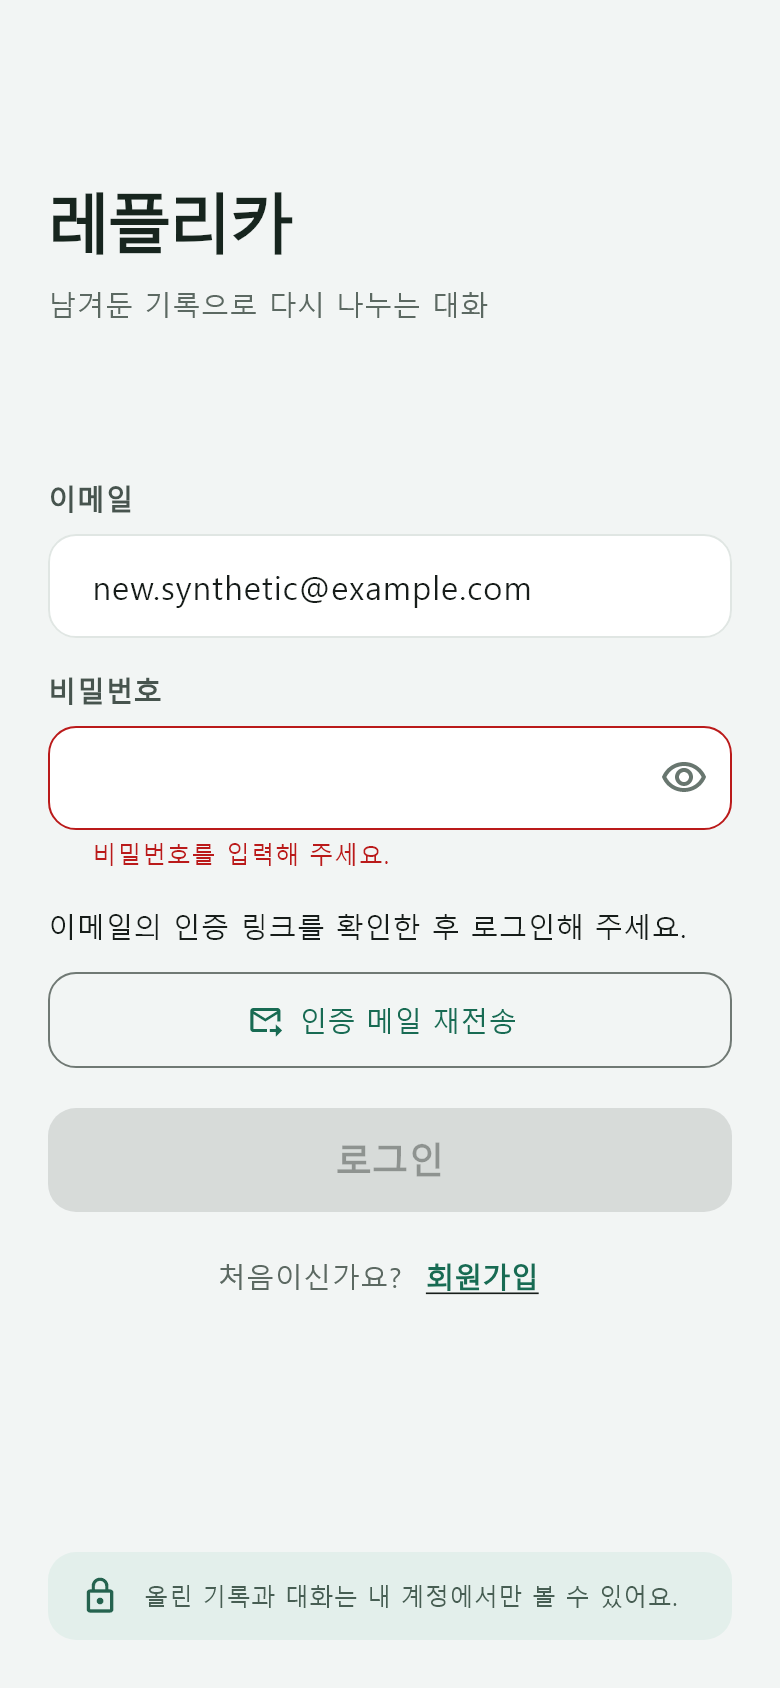 레플리카
남겨둔 기록으로 다시 나누는 대화
이메일
new.synthetic@example.com
비밀번호
비밀번호를 입력해 주세요.
이메일의 인증 링크를 확인한 후 로그인해 주세요.
인증 메일 재전송
로그인
처음이신가요? 회원가입
올린 기록과 대화는 내 계정에서만 볼 수 있어요.